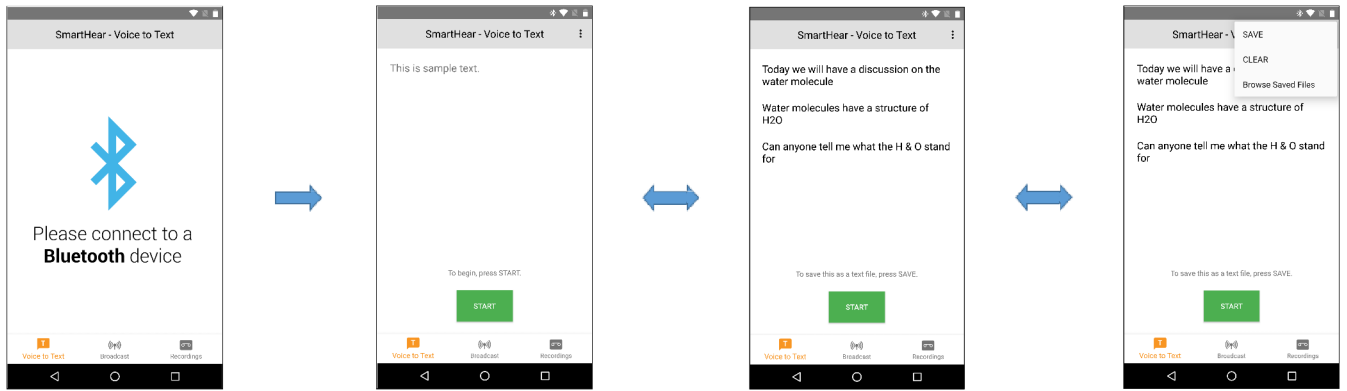 SmartHear - Voice to Text
Please connect to a
Bluetooth device
Voice to Text
Broadcast
Recordings
SmartHear - Voice to Text
This is sample text.
To begin, press START.
START
Voice to Text
Broadcast
Recordings
SmartHear - Voice to Text
Today we will have a discussion on the
water molecule
Water molecules have a structure of
H2O
Can anyone tell me what the H & O stand
for
To save this as a text file, press SAVE.
START
Voice to Text
Broadcast
Recordings
SmartHear - V
SAVE
CLEAR
Browse Saved Files
Today we will have a
water molecule
Water molecules have a structure of
H2O
Can anyone tell me what the H & O stand
for
To save this as a text file, press SAVE.
START
Voice to Text
Broadcast
Recordings